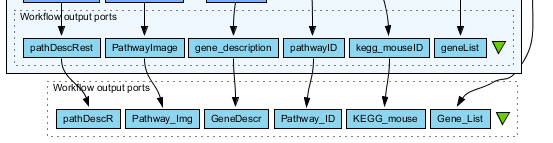 Workflow output ports
pathDescRest PathwayImage gene_description pathwayID kegg_mouseID geneList
Workflow output ports
pathDescR Pathway_Img GeneDescr Pathway_ID KEGG_mouse Gene_List